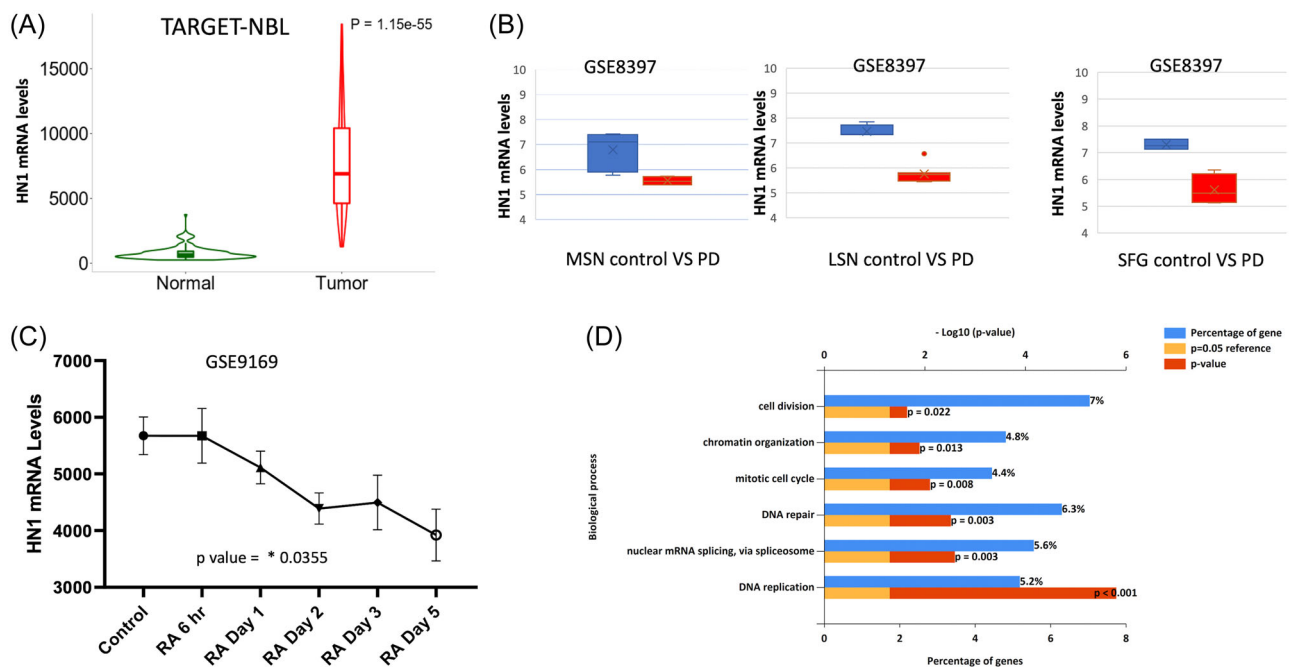 (A)
TARGET-NBL
P = 1.15e-55
HN1 mRNA levels
15000
10000
5000
0
Normal
Tumor
(B)
GSE8397
HN1 mRNA levels
10
9
8
7
6
5
4
MSN control VS PD
GSE8397
HN1 mRNA levels
10
9
8
7
6
5
4
LSN control VS PD
GSE8397
HN1 mRNA levels
10
9
8
7
6
5
4
SFG control VS PD
(C)
GSE9169
HN1 mRNA Levels
7000
6000
5000
4000
3000
p value = * 0.0355
Control
RA 6 hr
RA Day 1
RA Day 2
RA Day 3
RA Day 5
(D)
- Log10 (p-value)
0 2 4 6
Percentage of gene
p=0.05 reference
p-value
Biological process
cell division
7%
p = 0.022
chromatin organization
4.8%
p = 0.013
mitotic cell cycle
4.4%
p = 0.008
DNA repair
6.3%
p = 0.003
nuclear mRNA splicing, via spliceosome
5.6%
p = 0.003
DNA replication
5.2%
p < 0.001
0 2 4 6 8
Percentage of genes